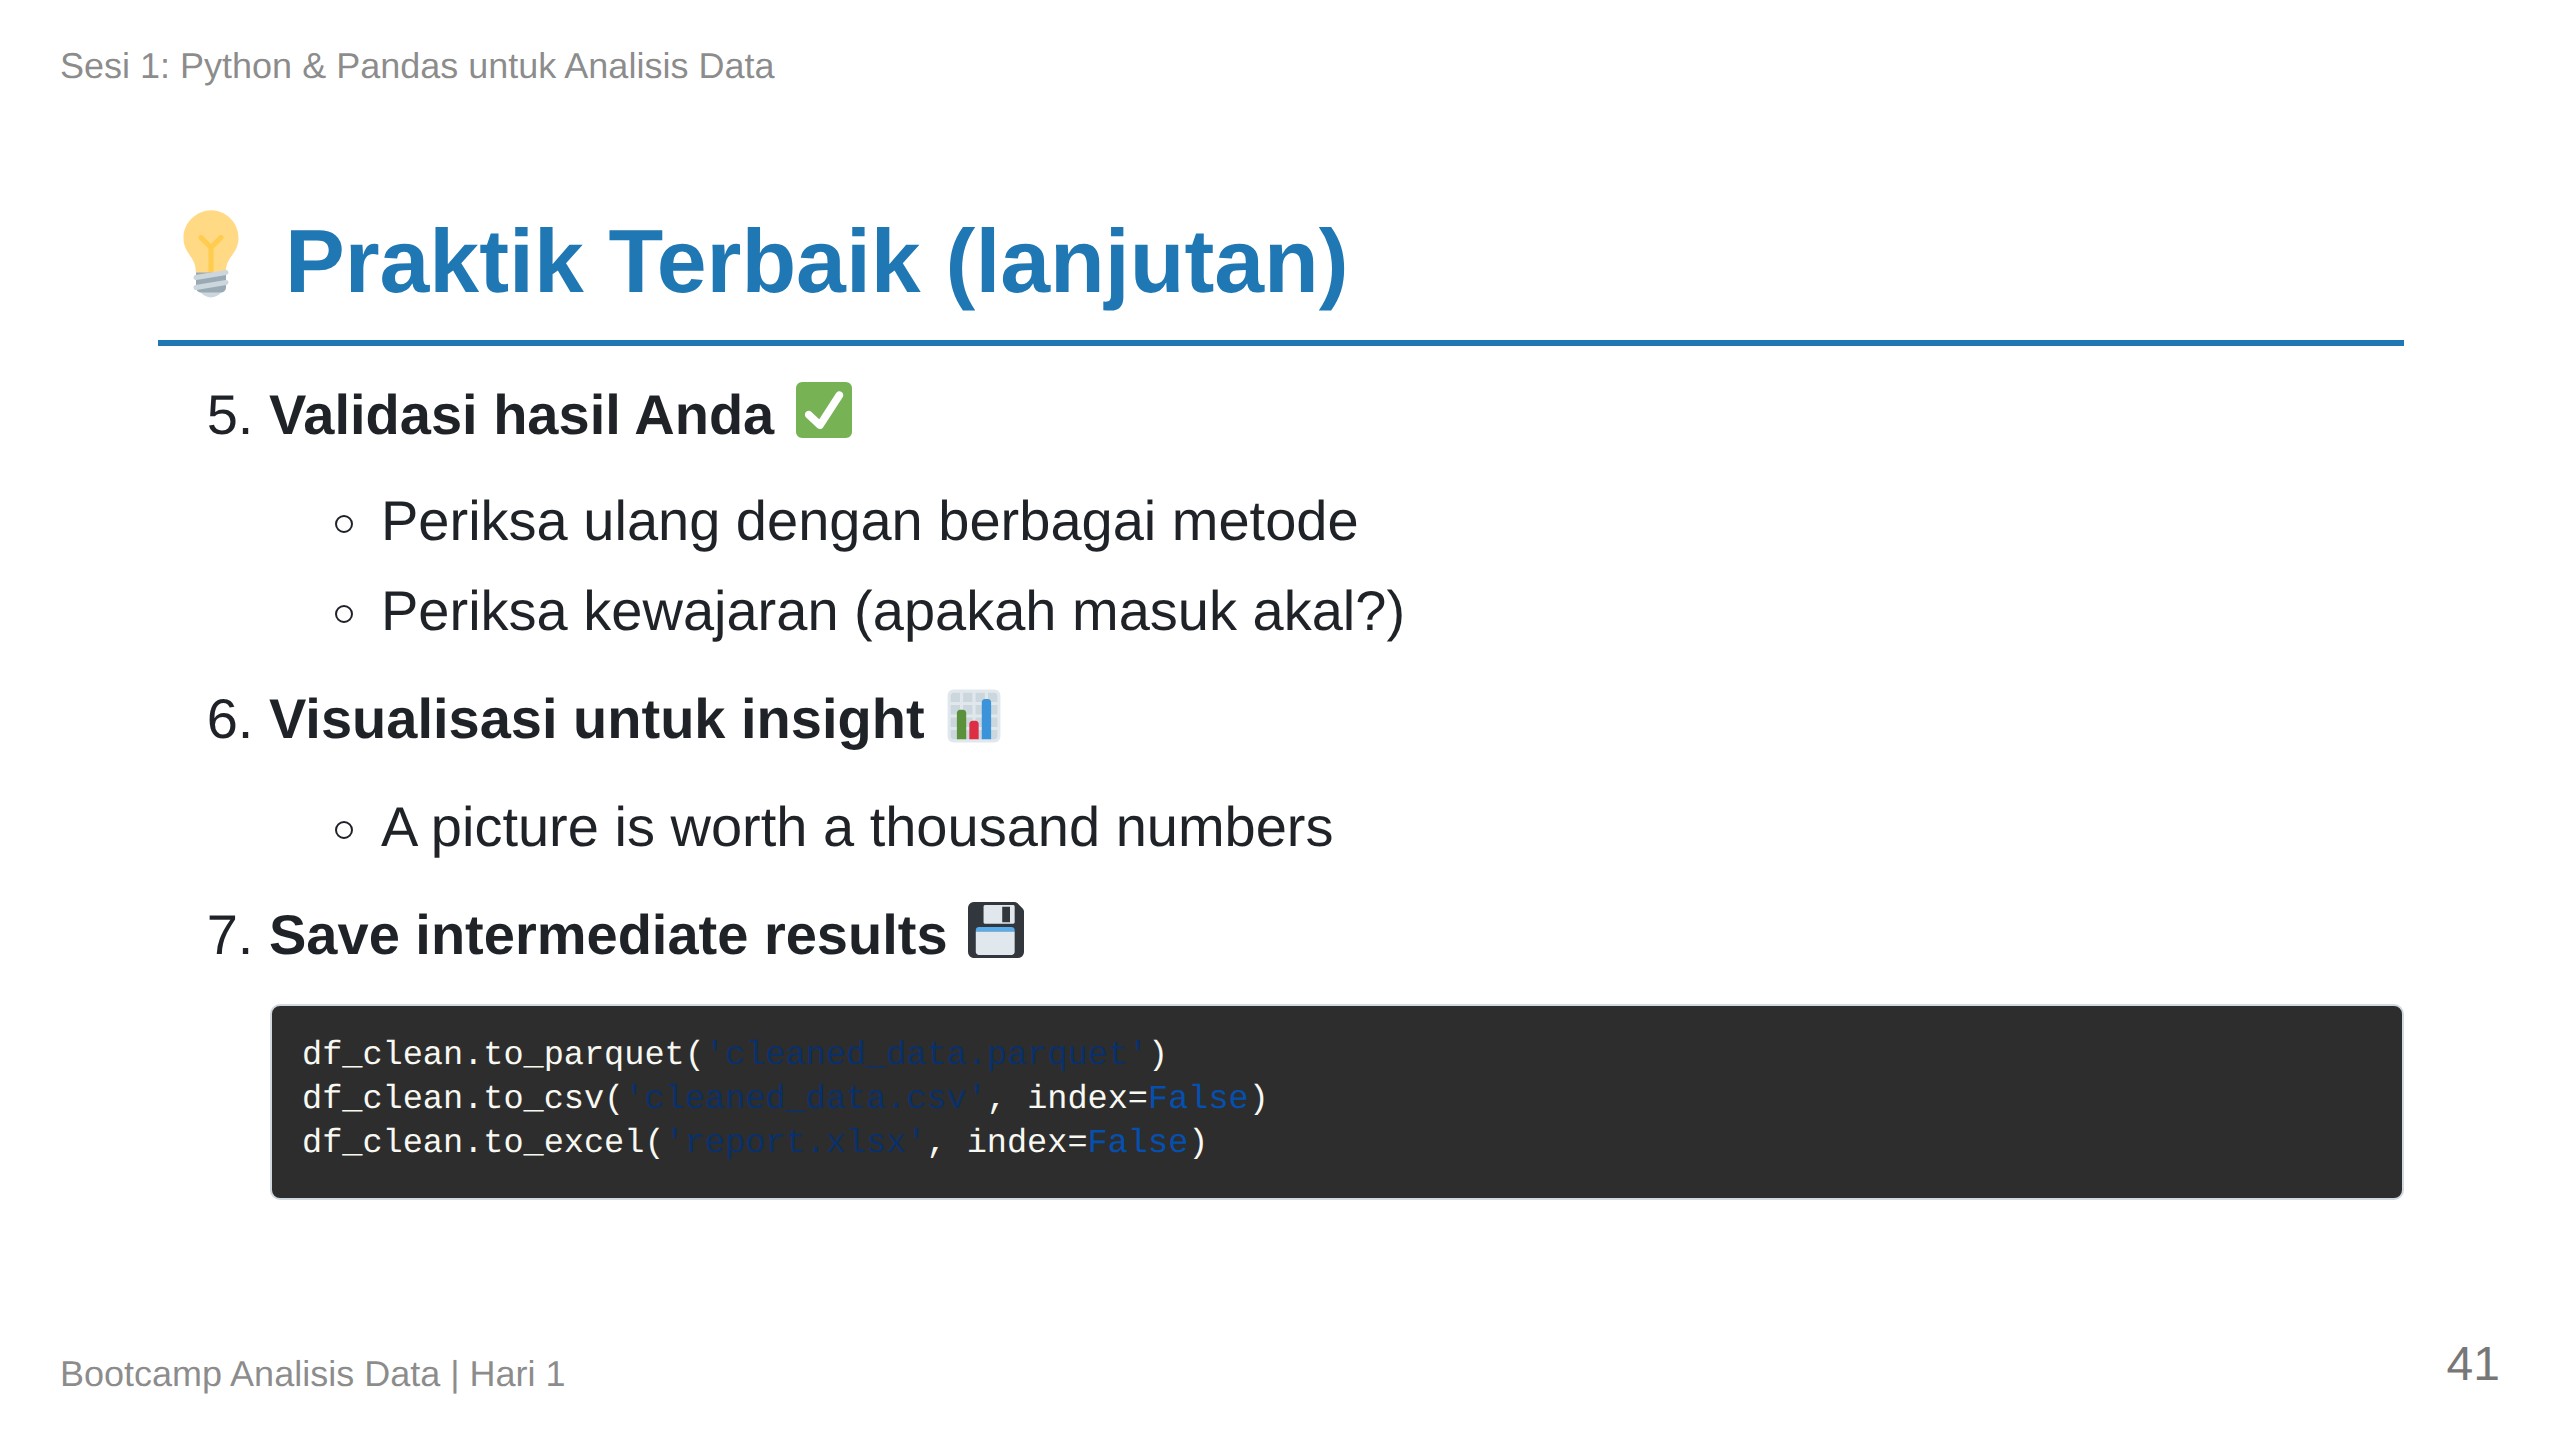 Sesi 1: Python & Pandas untuk Analisis Data
💡 Praktik Terbaik (lanjutan)
5. Validasi hasil Anda ✅
◦ Periksa ulang dengan berbagai metode
◦ Periksa kewajaran (apakah masuk akal?)
6. Visualisasi untuk insight 📊
◦ A picture is worth a thousand numbers
7. Save intermediate results 💾
df_clean.to_parquet('cleaned_data.parquet')
df_clean.to_csv('cleaned_data.csv', index=False)
df_clean.to_excel('report.xlsx', index=False)
Bootcamp Analisis Data | Hari 1
41